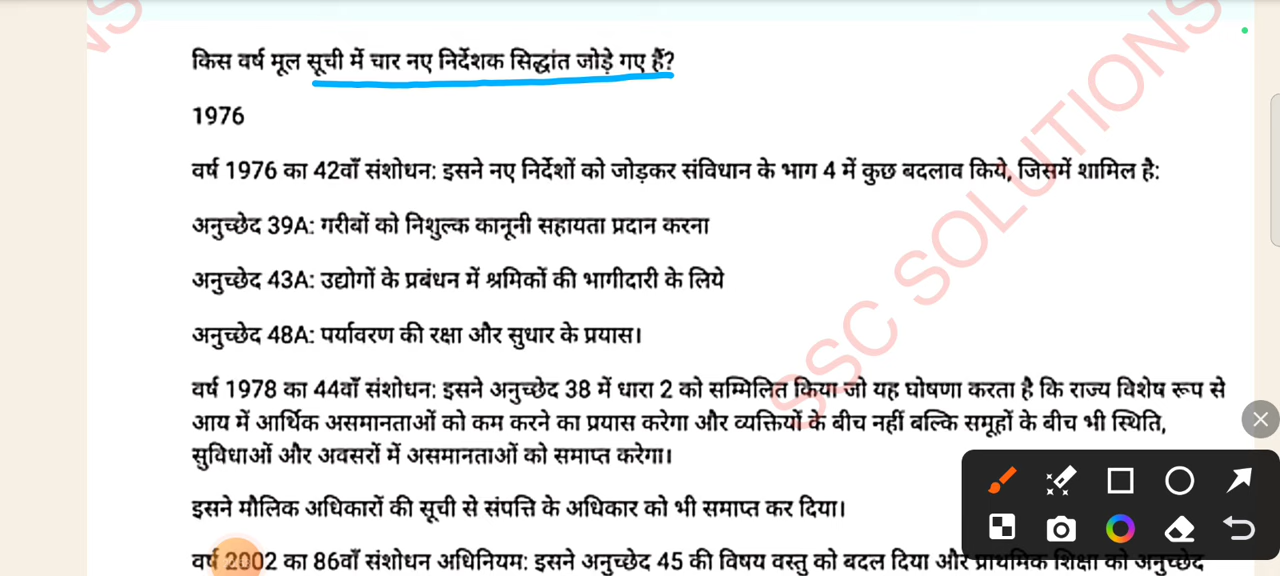 किस वर्ष मूल सूची में चार नए निर्देशक सिद्धांत जोड़े गए हैं?
1976
वर्ष 1976 का 42वाँ संशोधन: इसने नए निर्देशों को जोड़कर संविधान के भाग 4 में कुछ बदलाव किये, जिसमें शामिल है:
अनुच्छेद 39A: गरीबों को निशुल्क कानूनी सहायता प्रदान करना
अनुच्छेद 43A: उद्योगों के प्रबंधन में श्रमिकों की भागीदारी के लिये
अनुच्छेद 48A: पर्यावरण की रक्षा और सुधार के प्रयास।
वर्ष 1978 का 44वाँ संशोधन: इसने अनुच्छेद 38 में धारा 2 को सम्मिलित किया जो यह घोषणा करता है कि राज्य विशेष रूप से
आय में आर्थिक असमानताओं को कम करने का प्रयास करेगा और व्यक्तियों के बीच नहीं बल्कि समूहों के बीच भी स्थिति,
सुविधाओं और अवसरों में असमानताओं को समाप्त करेगा।
इसने मौलिक अधिकारों की सूची से संपत्ति के अधिकार को भी समाप्त कर दिया।
वर्ष 2002 का 86वाँ संशोधन अधिनियम: इसने अनुच्छेद 45 की विषय वस्तु को बदल दिया और प्राथमिक शिक्षा को अनुच्छेद
SSC SOLUTIONS
NS